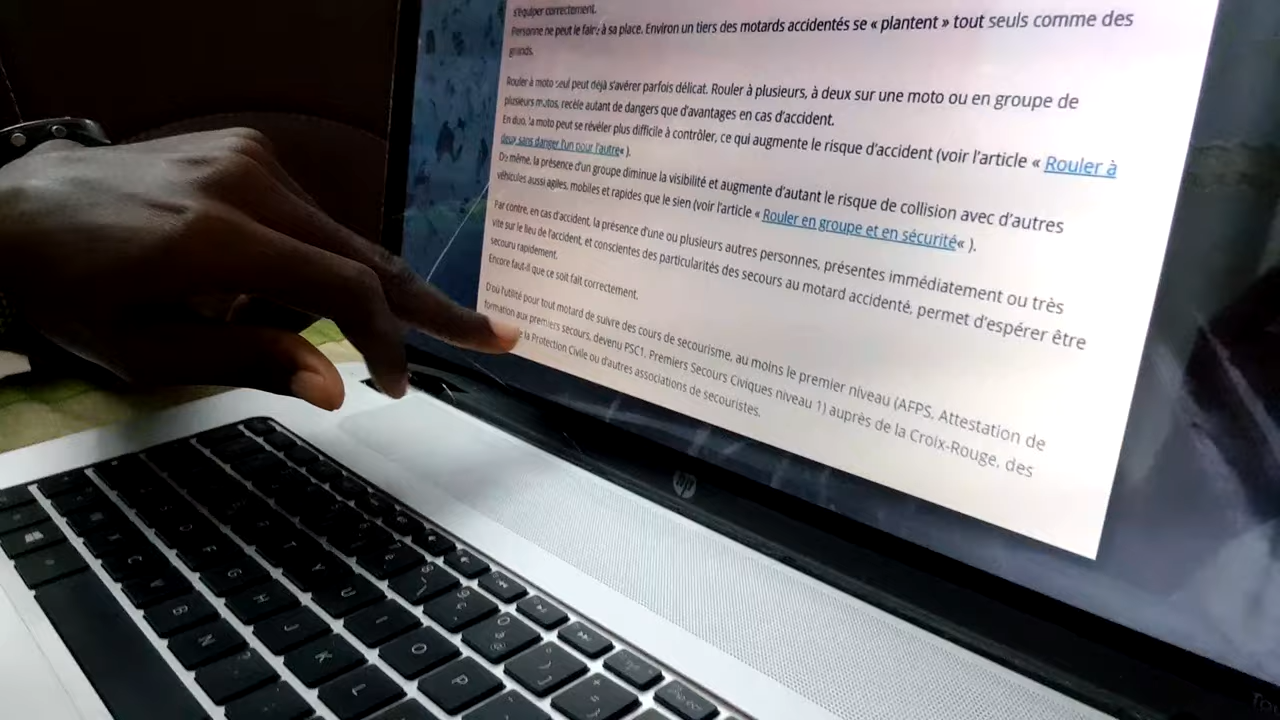 s'équiper correctement.
Personne ne peut le faire à sa place. Environ un tiers des motards accidentés se « plantent » tout seuls comme des
grands.
Rouler à moto seul peut déjà s'avérer parfois délicat. Rouler à plusieurs, à deux sur une moto ou en groupe de
plusieurs motos, recèle autant de dangers que d'avantages en cas d'accident.
En duo, la moto peut se révéler plus difficile à contrôler, ce qui augmente le risque d'accident (voir l'article « Rouler à
deux sans danger l'un pour l'autre« ).
De même, la présence d'un groupe diminue la visibilité et augmente d'autant le risque de collision avec d'autres
véhicules aussi agiles, mobiles et rapides que le sien (voir l'article « Rouler en groupe et en sécurité« ).
Par contre, en cas d'accident, la présence d'une ou plusieurs autres personnes, présentes immédiatement ou très
vite sur le lieu de l'accident, et conscientes des particularités des secours au motard accidenté, permet d'espérer être
secouru rapidement.
Encore faut-il que ce soit fait correctement.
D'où l'utilité pour tout motard de suivre des cours de secourisme, au moins le premier niveau (AFPS, Attestation de
formation aux premiers secours, devenu PSC1, Premiers Secours Civiques niveau 1) auprès de la Croix-Rouge, des
de la Protection Civile ou d'autres associations de secouristes.
hp
R T Y U I O P
F G H J K L
C V B N